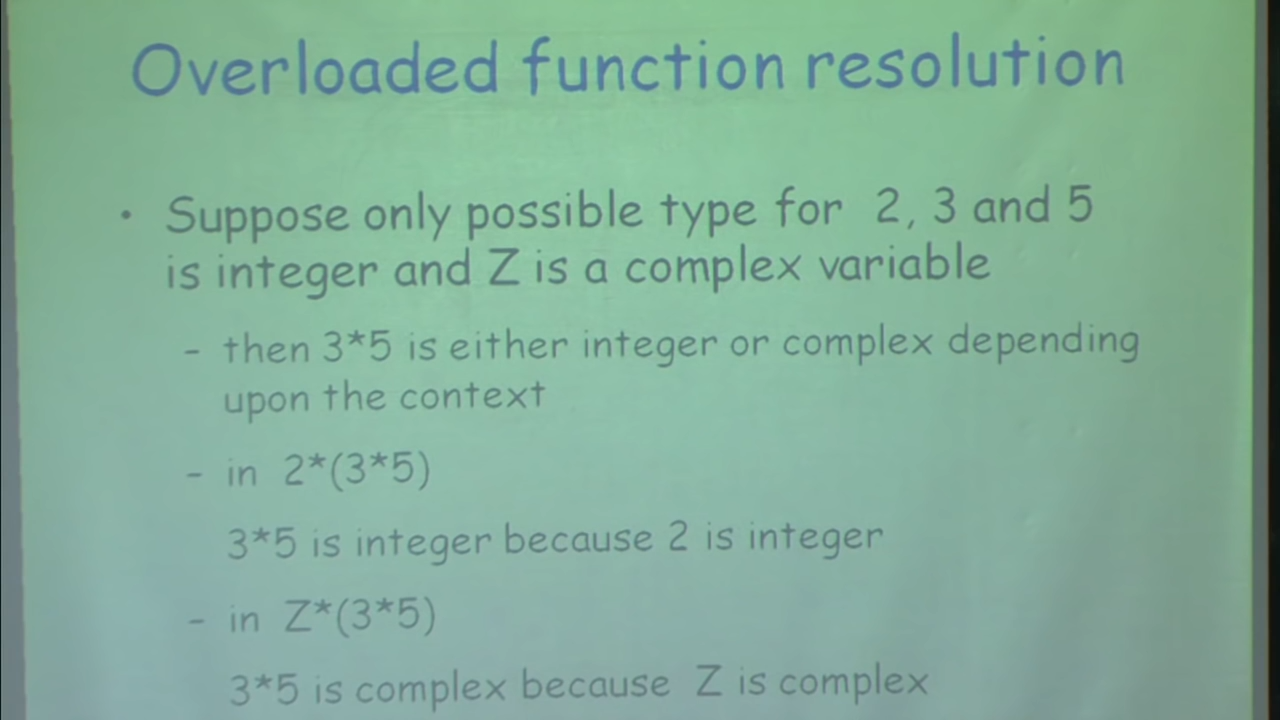 Overloaded function resolution
• Suppose only possible type for 2, 3 and 5
is integer and Z is a complex variable
- then 3*5 is either integer or complex depending
upon the context
- in 2*(3*5)
3*5 is integer because 2 is integer
- in Z*(3*5)
3*5 is complex because Z is complex